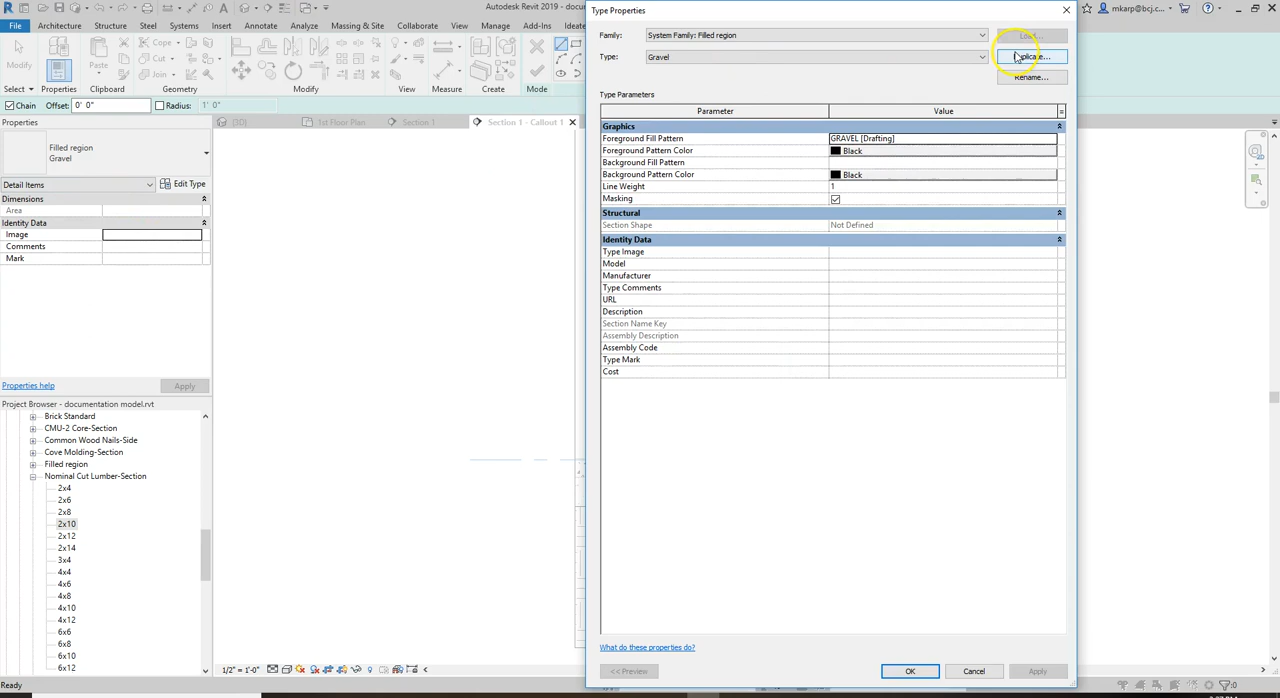 Autodesk Revit 2019 - docu
mkarp@bcj.c...
File Architecture Structure Steel Systems Insert Annotate Analyze Massing & Site Collaborate View Manage Add-Ins Ideate
Modify
Paste
Cope
Cut
Join
Select Properties Clipboard Geometry Modify View Measure Create Mode
Chain Offset: 0' 0" Radius: 1' 0"
Properties
{3D} 1st Floor Plan Section 1 Section 1 - Callout 1
Filled region
Gravel
Detail Items Edit Type
Dimensions
Area
Identity Data
Image
Comments
Mark
Properties help Apply
Project Browser - documentation model.rvt
Brick Standard
CMU-2 Core-Section
Common Wood Nails-Side
Cove Molding-Section
Filled region
Nominal Cut Lumber-Section
2x4
2x6
2x8
2x10
2x12
2x14
3x4
4x4
4x6
4x8
4x10
4x12
6x6
6x8
6x10
6x12
1/2" = 1'-0"
Ready
Type Properties
Family: System Family: Filled region Load...
Type: Gravel Duplicate...
Rename...
Type Parameters
Parameter Value =
Graphics
Foreground Fill Pattern GRAVEL [Drafting]
Foreground Pattern Color Black
Background Fill Pattern
Background Pattern Color Black
Line Weight 1
Masking
Structural
Section Shape Not Defined
Identity Data
Type Image
Model
Manufacturer
Type Comments
URL
Description
Section Name Key
Assembly Description
Assembly Code
Type Mark
Cost
What do these properties do?
<< Preview OK Cancel Apply
:0